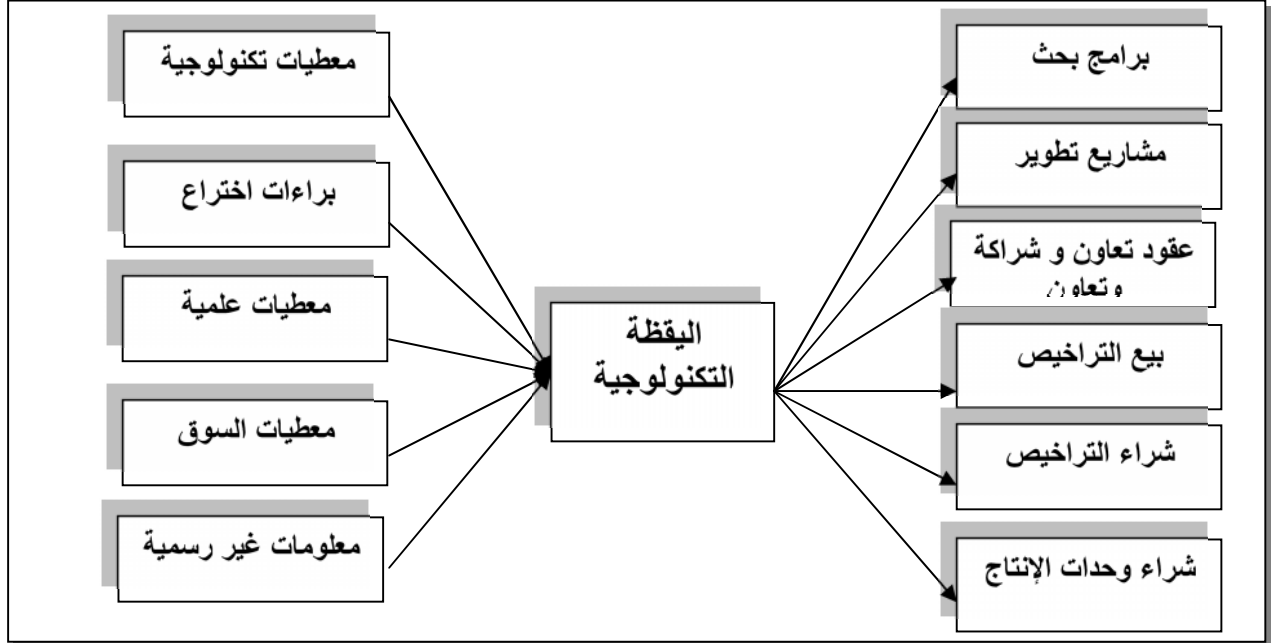 معطيات تكنولوجية
براءات اختراع
معطيات علمية
معطيات السوق
معلومات غير رسمية
اليقظة
التكنولوجية
برامج بحث
مشاريع تطوير
عقود تعاون و شراكة
وتعاون
بيع التراخيص
شراء التراخيص
شراء وحدات الإنتاج